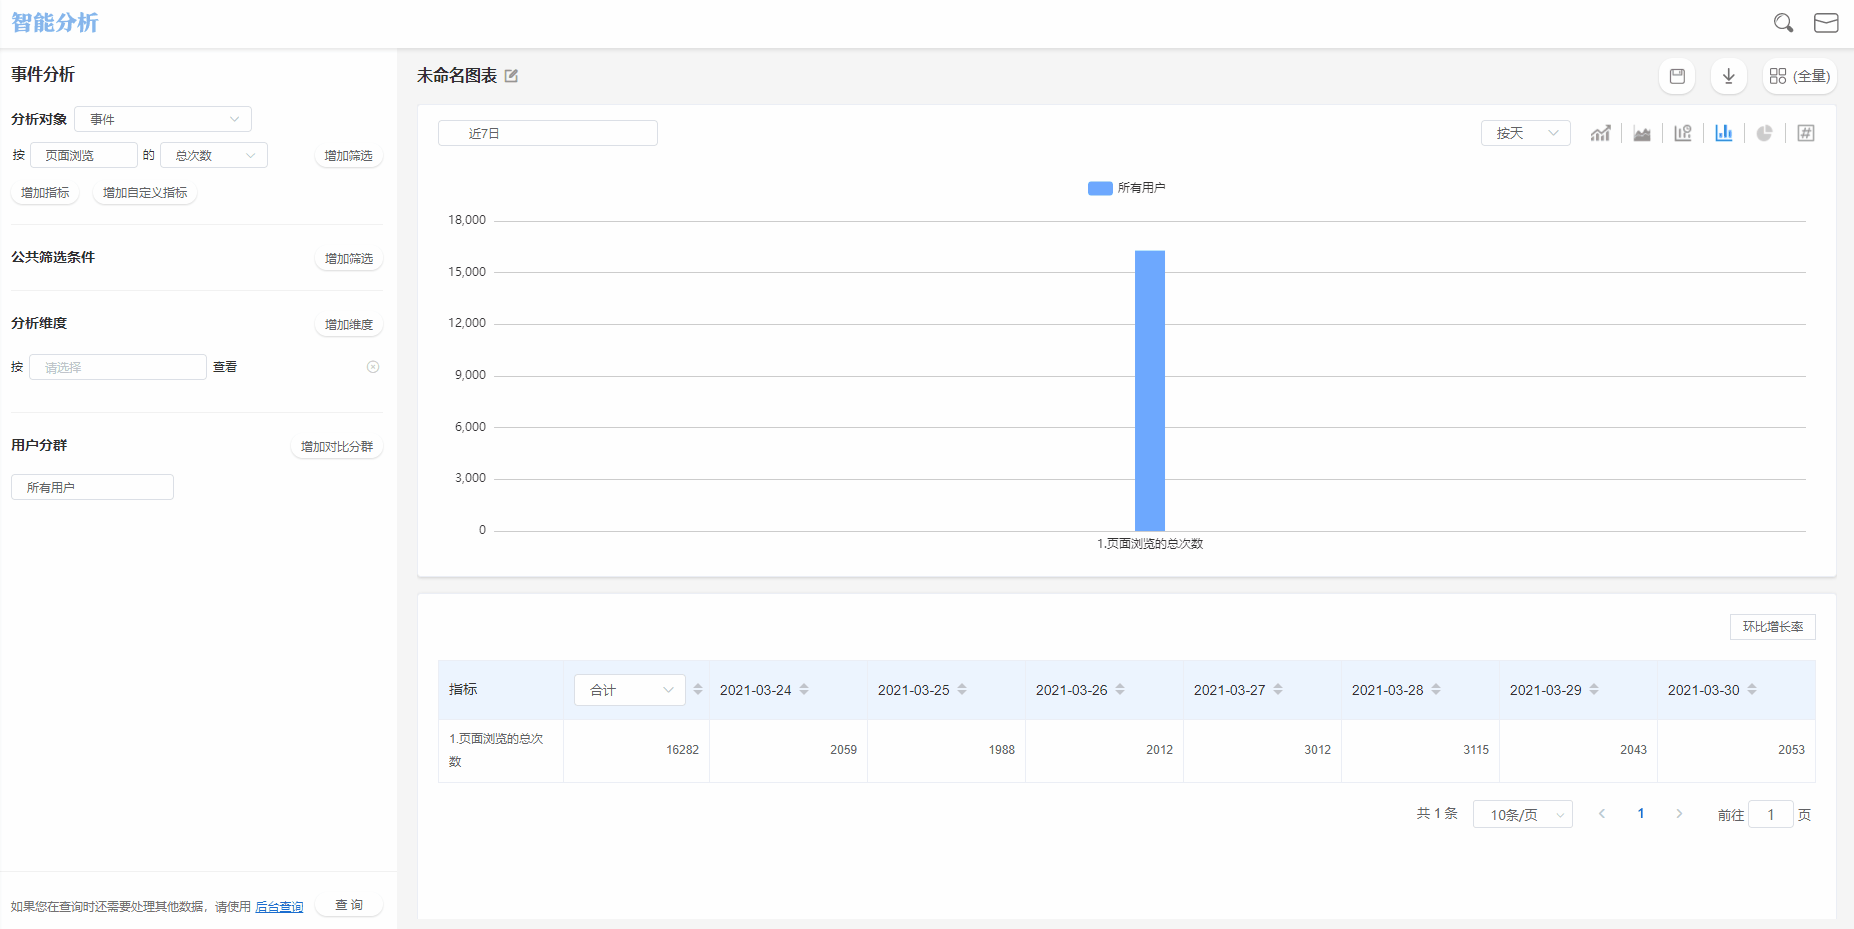 智能分析
事件分析
分析对象 事件
按 页面浏览 的 总次数 增加筛选
增加指标 增加自定义指标
公共筛选条件 增加筛选
分析维度 增加维度
按 请选择 查看
用户分群 增加对比分群
所有用户
如果您在查询时还需要处理其他数据，请使用 后台查询 查 询
未命名图表 (全量)
近7日 按天
所有用户
18,000
15,000
12,000
9,000
6,000
3,000
0
1.页面浏览的总次数
环比增长率
指标 合计 2021-03-24 2021-03-25 2021-03-26 2021-03-27 2021-03-28 2021-03-29 2021-03-30
1.页面浏览的总次
数
16282 2059 1988 2012 3012 3115 2043 2053
共 1 条 10条/页 1 前往 1 页